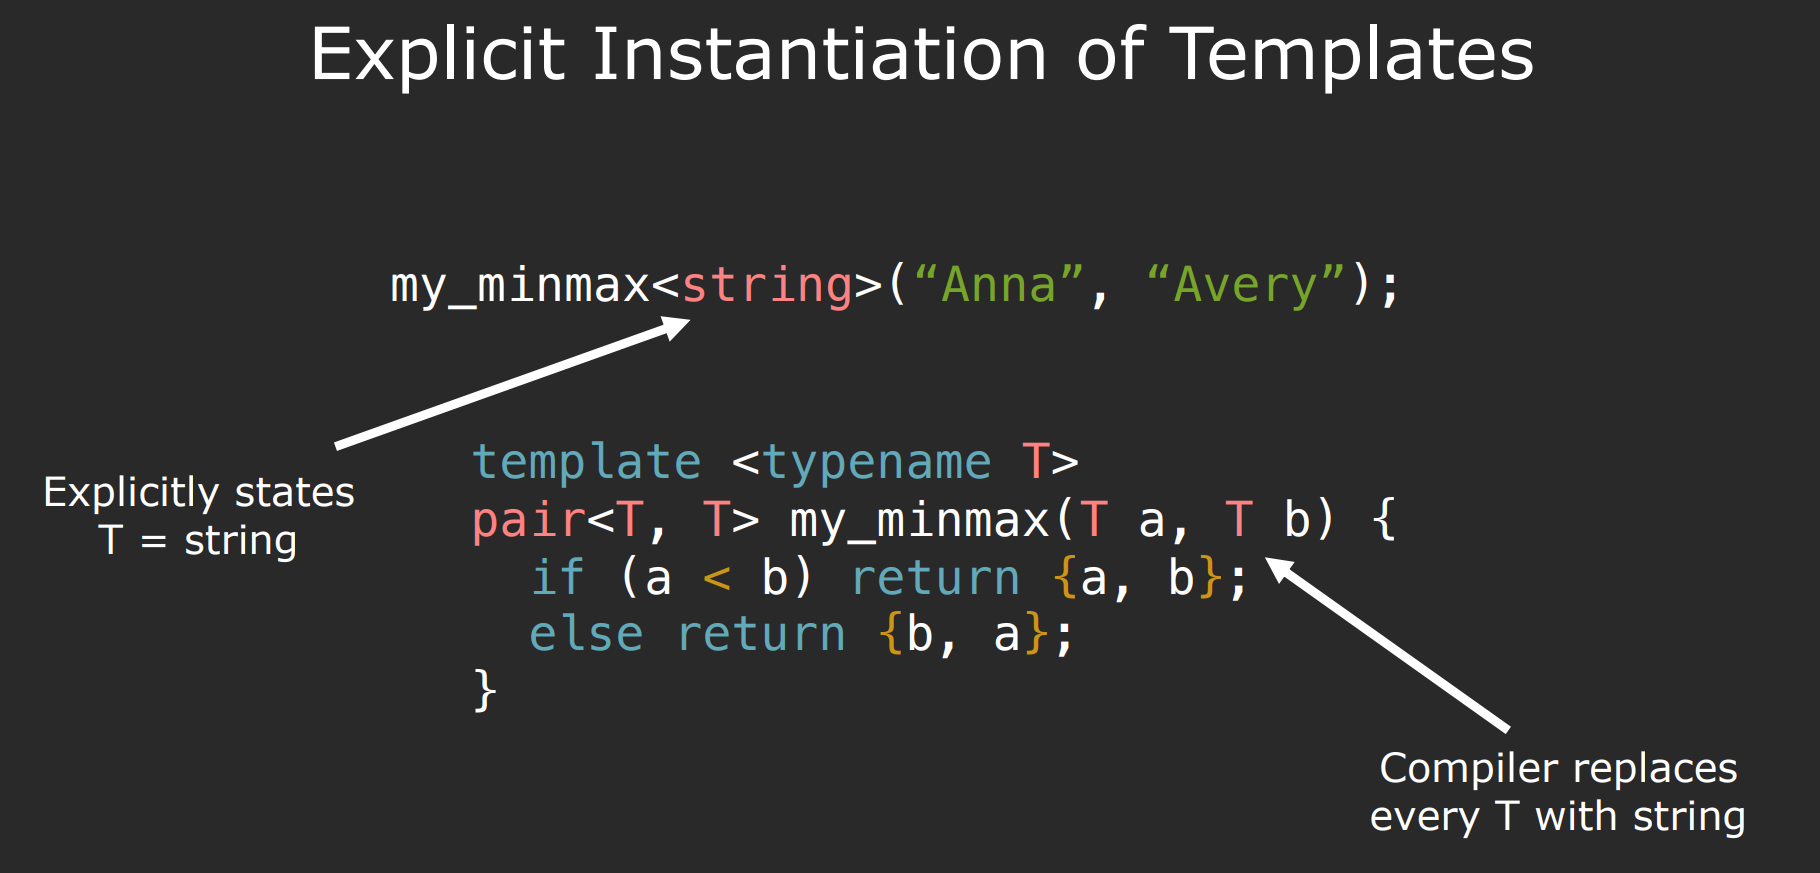 Explicit Instantiation of Templates
my_minmax<string>(“Anna”, “Avery”);
Explicitly states
T = string
template <typename T>
pair<T, T> my_minmax(T a, T b) {
if (a < b) return {a, b};
else return {b, a};
}
Compiler replaces
every T with string